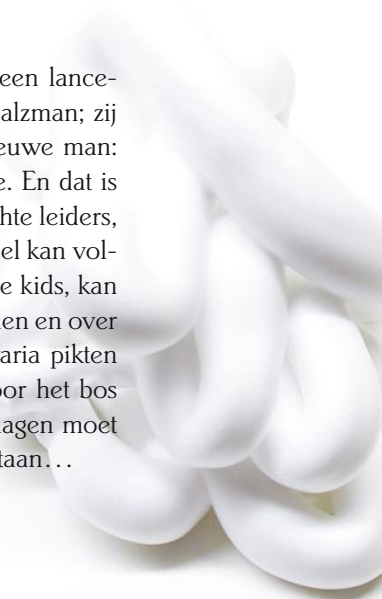 een lance-
alzman; zij
euwe man:
e. En dat is
hte leiders,
el kan vol-
e kids, kan
en en over
aria pikten
oor het bos
lagen moet
taan…